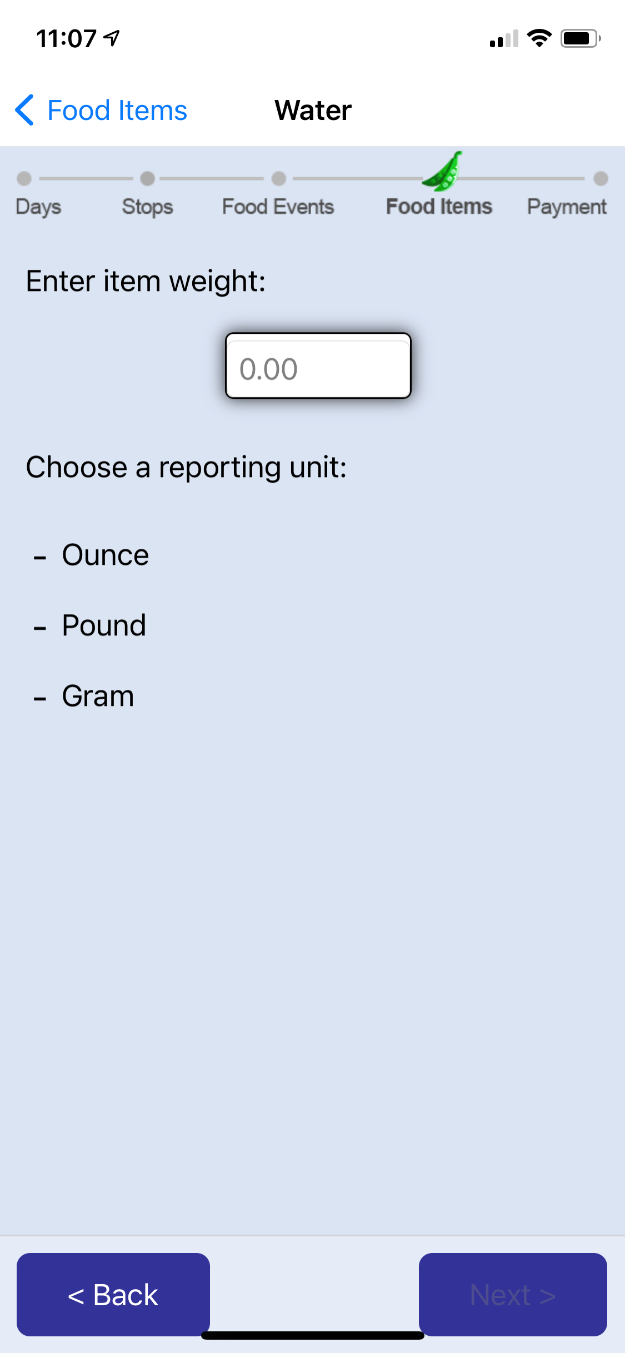 11:07
Food Items Water
Days Stops Food Events Food Items Payment
Enter item weight:
0.00
Choose a reporting unit:
- Ounce
- Pound
- Gram
< Back Next >